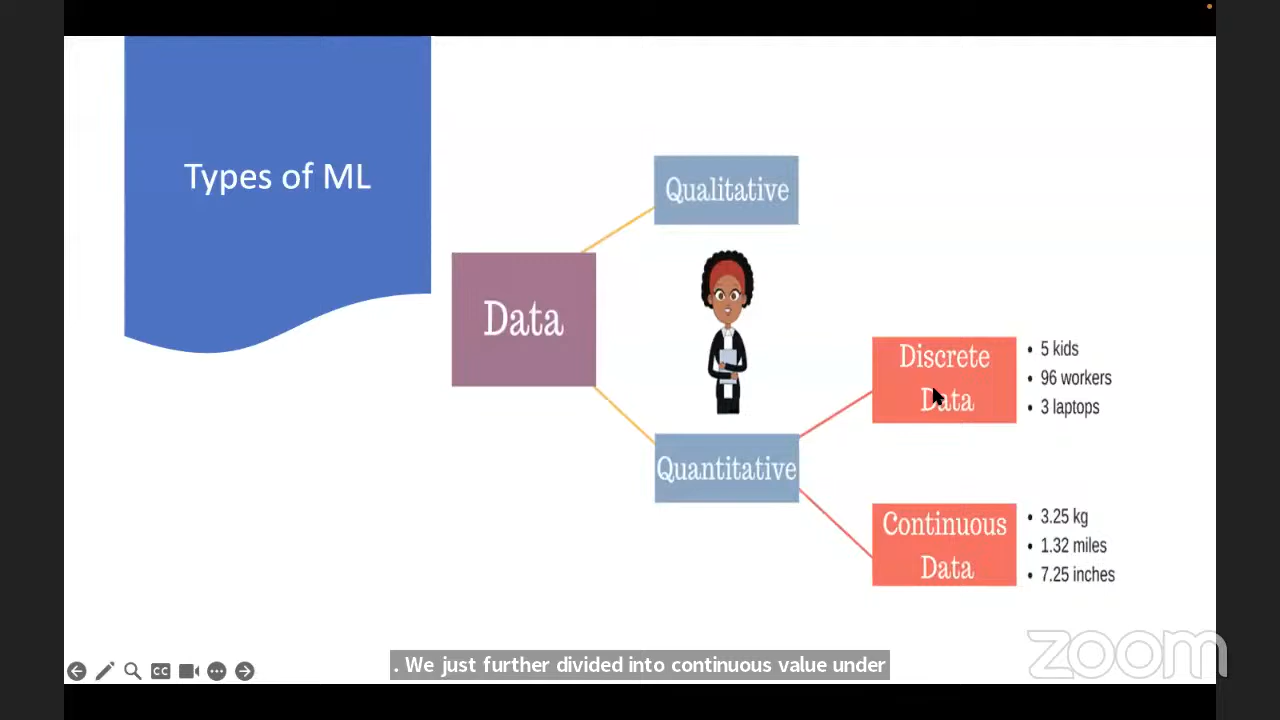 Types of ML
Qualitative
Data
Quantitative
Discrete
Data
• 5 kids
• 96 workers
• 3 laptops
Continuous
Data
• 3.25 kg
• 1.32 miles
• 7.25 inches
CC
. We just further divided into continuous value under
zoom